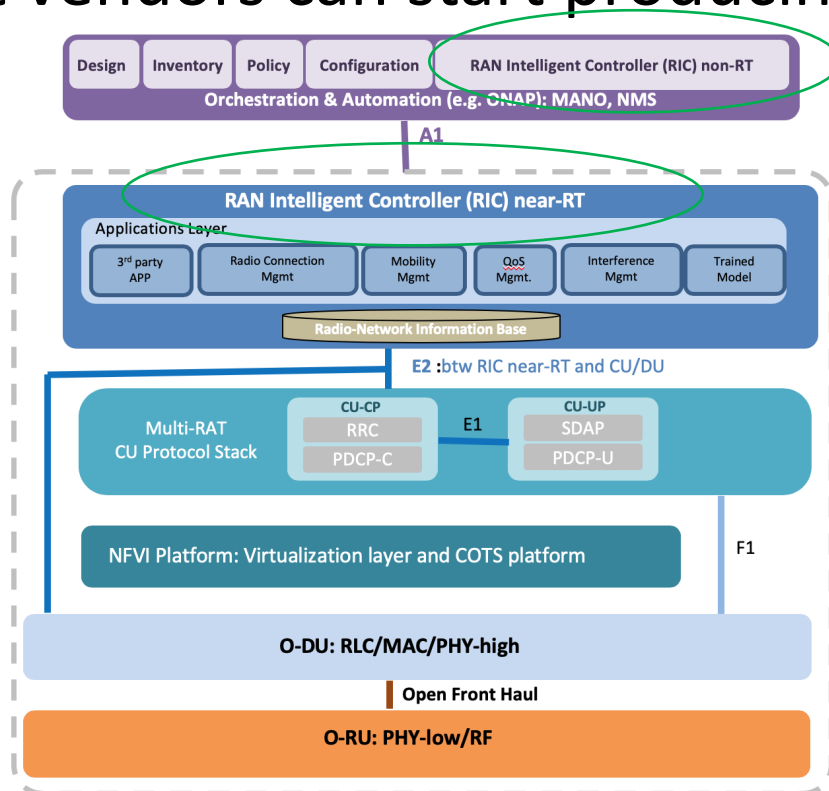 vendors can start producin
Design
Inventory
Policy
Configuration
RAN Intelligent Controller (RIC) non-RT
Orchestration & Automation (e.g. ONAP): MANO, NMS
A1
RAN Intelligent Controller (RIC) near-RT
Applications Layer
3rd party
APP
Radio Connection
Mgmt
Mobility
Mgmt
QoS
Mgmt.
Interference
Mgmt
Trained
Model
Radio-Network Information Base
E2 :btw RIC near-RT and CU/DU
Multi-RAT
CU Protocol Stack
CU-CP
RRC
PDCP-C
E1
CU-UP
SDAP
PDCP-U
NFVI Platform: Virtualization layer and COTS platform
F1
O-DU: RLC/MAC/PHY-high
Open Front Haul
O-RU: PHY-low/RF